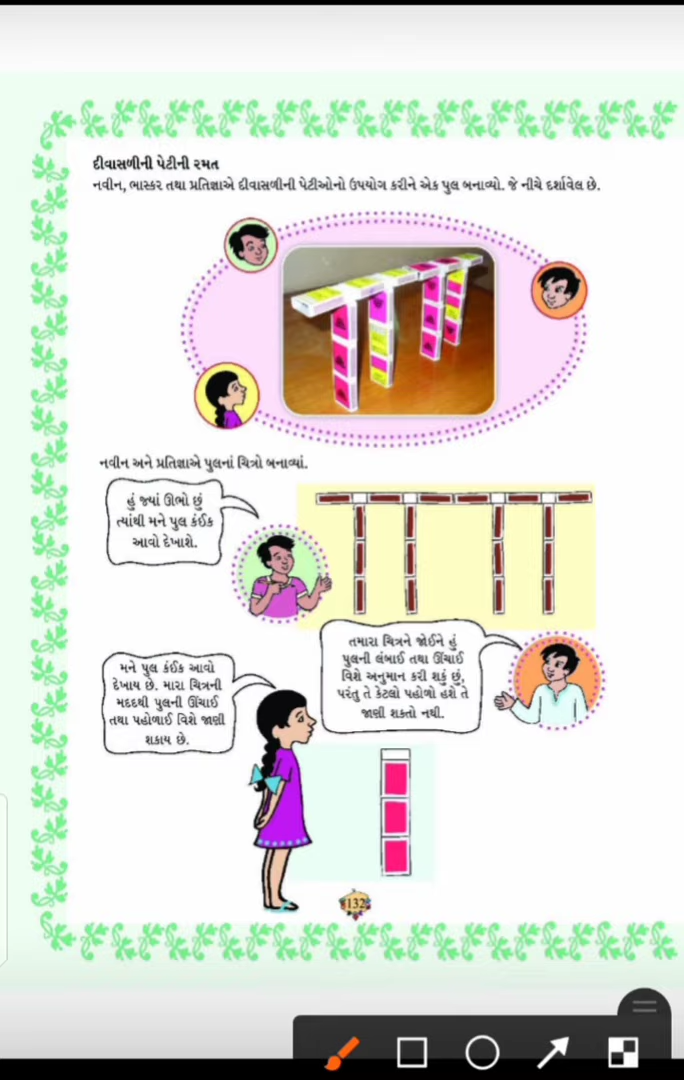 દીવાસળીની પેટીની રમત
નવીન, ભાસ્કર તથા પ્રતિજ્ઞાએ દીવાસળીની પેટીઓનો ઉપયોગ કરીને એક પુલ બનાવ્યો. જે નીચે દર્શાવેલ છે.
નવીન અને પ્રતિજ્ઞાએ પુલનાં ચિત્રો બનાવ્યાં.
હું જ્યાં ઊભો છું
ત્યાંથી મને પુલ કંઈક
આવો દેખાશે.
તમારા ચિત્રને જોઈને હું
પુલની લંબાઈ તથા ઊંચાઈ
વિશે અનુમાન કરી શકું છું,
પરંતુ તે કેટલો પહોળો હશે તે
જાણી શકતો નથી.
મને પુલ કંઈક આવો
દેખાય છે. મારા ચિત્રની
મદદથી પુલની ઊંચાઈ
તથા પહોળાઈ વિશે જાણી
શકાય છે.
132